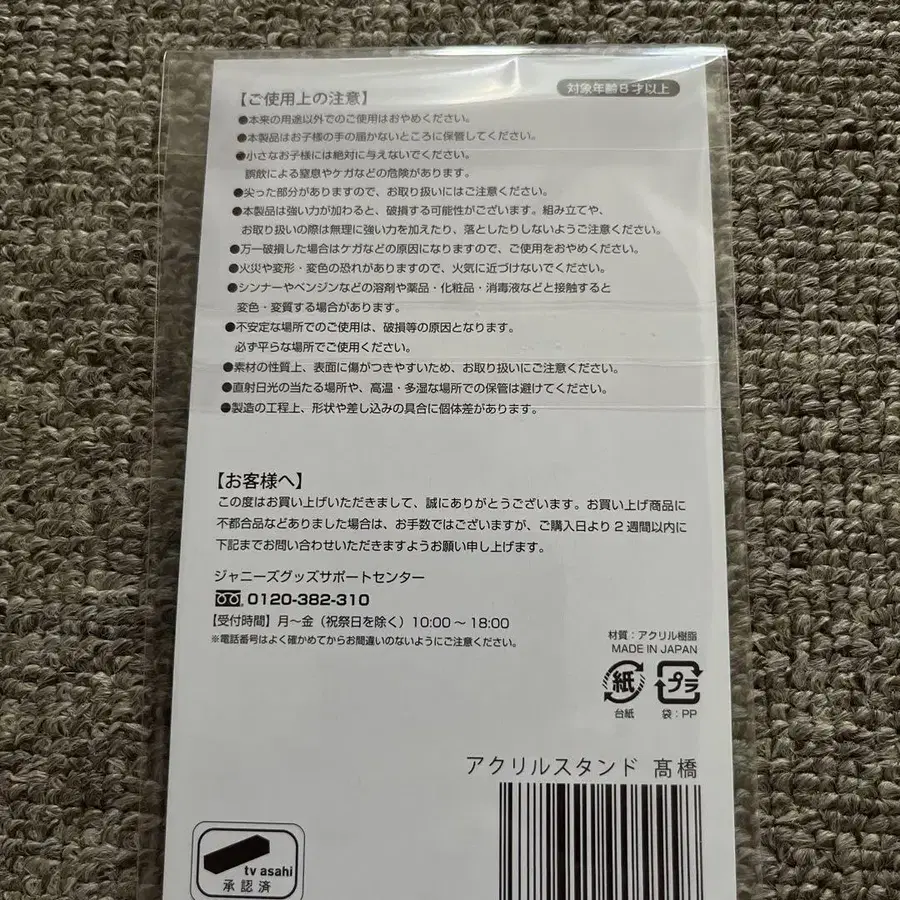 対象年齢8才以上
【ご使用上の注意】
●本来の用途以外でのご使用はおやめください。
●本製品はお子様の手の届かないところに保管してください。
●小さなお子様には絶対に与えないでください。
誤飲による窒息やケガなどの危険があります。
●尖った部分がありますので、お取り扱いにはご注意ください。
●本製品は強い力が加わると、破損する可能性がございます。組み立てや、
お取り扱いの際は無理に強い力を加えたり、落としたりしないようご注意ください。
●万一破損した場合はケガなどの原因になりますので、ご使用をおやめください。
●火災や変形・変色の恐れがありますので、火気に近づけないでください。
●シンナーやベンジンなどの溶剤や薬品・化粧品・消毒液などと接触すると
変色・変質する場合があります。
●不安定な場所でのご使用は、破損等の原因となります。
必ず平らな場所でご使用ください。
●素材の性質上、表面に傷がつきやすいため、お取り扱いにご注意ください。
●直射日光の当たる場所や、高温・多湿な場所での保管は避けてください。
●製造の工程上、形状や差し込みの具合に個体差があります。
【お客様へ】
この度はお買い上げいただきまして、誠にありがとうございます。お買い上げ商品に
不都合品などありました場合は、お手数ではございますが、ご購入日より2週間以内に
下記までお問い合わせいただきますようお願い申し上げます。
ジャニーズグッズサポートセンター
0120-382-310
【受付時間】月〜金（祝祭日を除く）10:00〜18:00
※電話番号はよく確かめてからお間違いのないようにご注意ください。
材質：アクリル樹脂
MADE IN JAPAN
紙 プラ
台紙 袋：PP
アクリルスタンド 髙橋
tv asahi
承認済